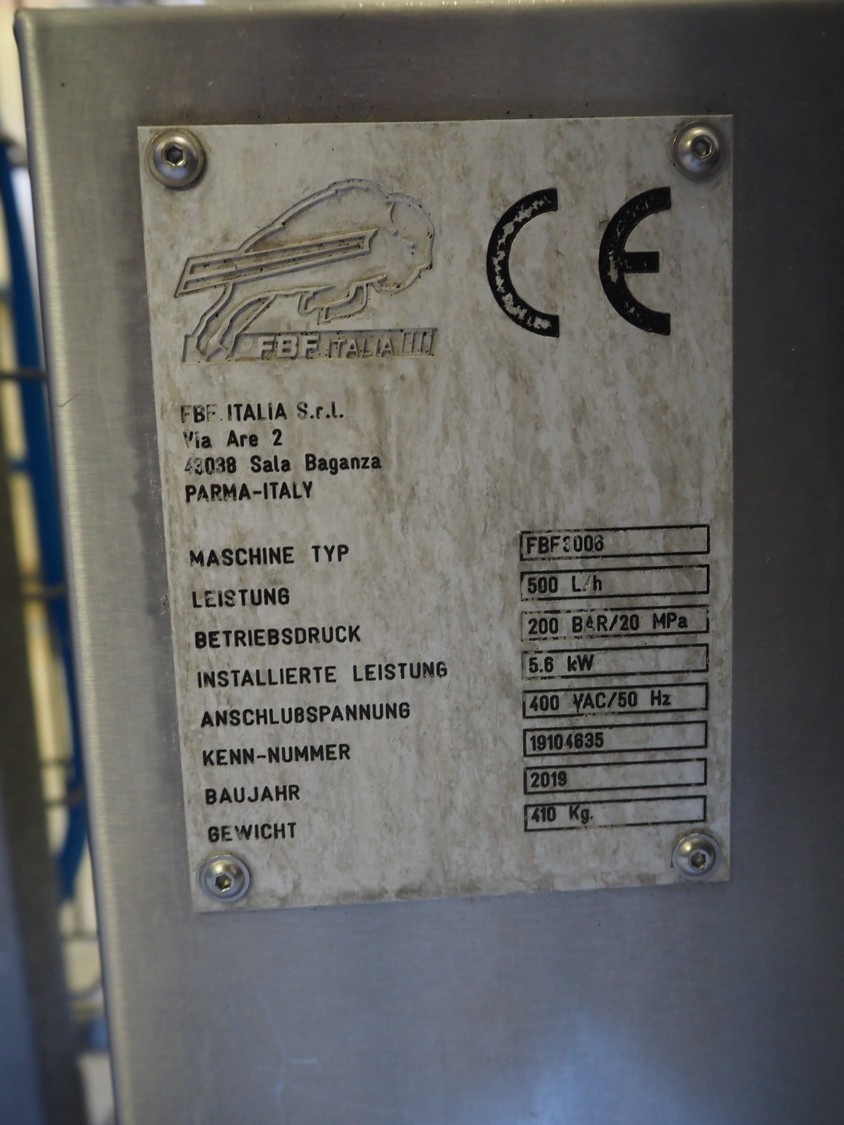 CE
FBF ITALIA
FBF ITALIA S.r.l.
Via Are 2
43038 Sala Baganza
PARMA-ITALY
MASCHINE TYP FBF3006
LEISTUNG 500 L/h
BETRIEBSDRUCK 200 BAR/20 MPa
INSTALLIERTE LEISTUNG 5.6 kW
ANSCHLUßSPANNUNG 400 VAC/50 Hz
KENN-NUMMER 19104635
BAUJAHR 2019
GEWICHT 410 Kg.